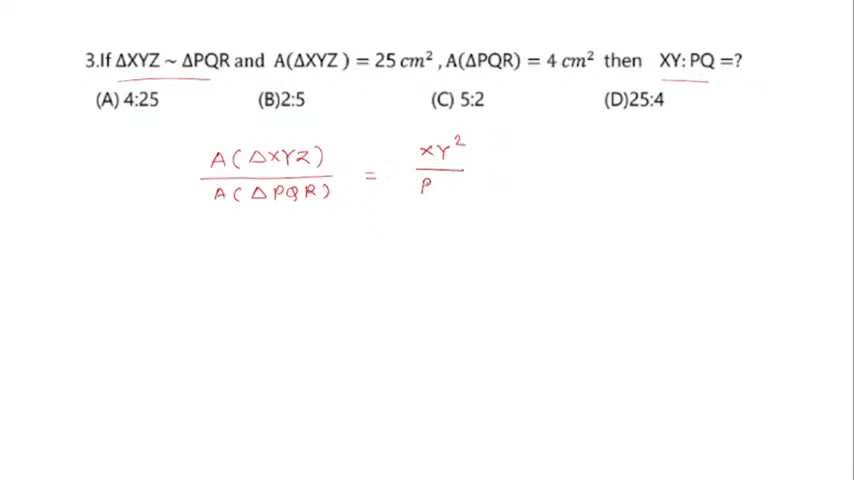 3.If ΔXYZ ~ ΔPQR and A(ΔXYZ ) = 25 cm² , A(ΔPQR) = 4 cm² then XY: PQ =?
(A) 4:25 (B)2:5 (C) 5:2 (D)25:4
A(ΔXYZ) / A(ΔPQR) = XY² / P